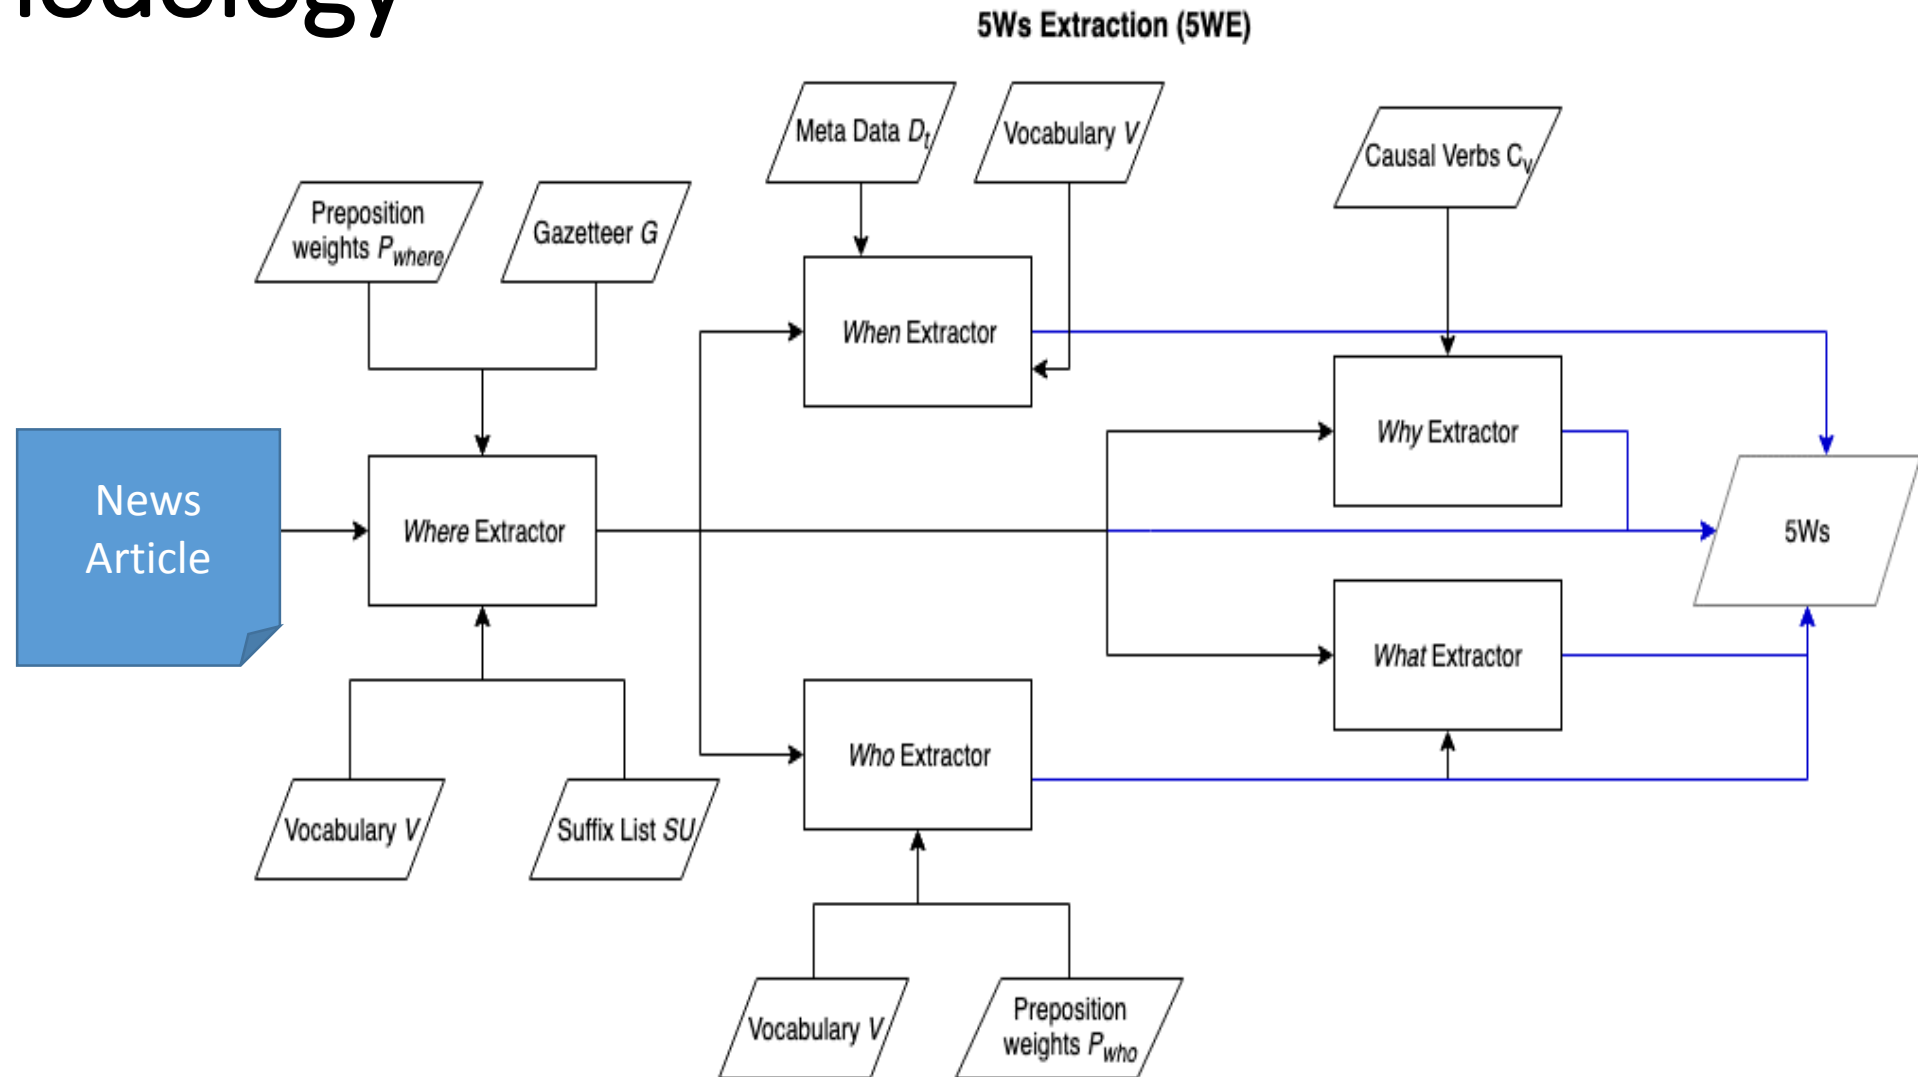 5Ws Extraction (5WE)
Meta Data Dt
Vocabulary V
Causal Verbs Cv
Preposition
weights Pwhere
Gazetteer G
When Extractor
Why Extractor
News
Article
Where Extractor
5Ws
What Extractor
Who Extractor
Vocabulary V
Suffix List SU
Vocabulary V
Preposition
weights Pwho